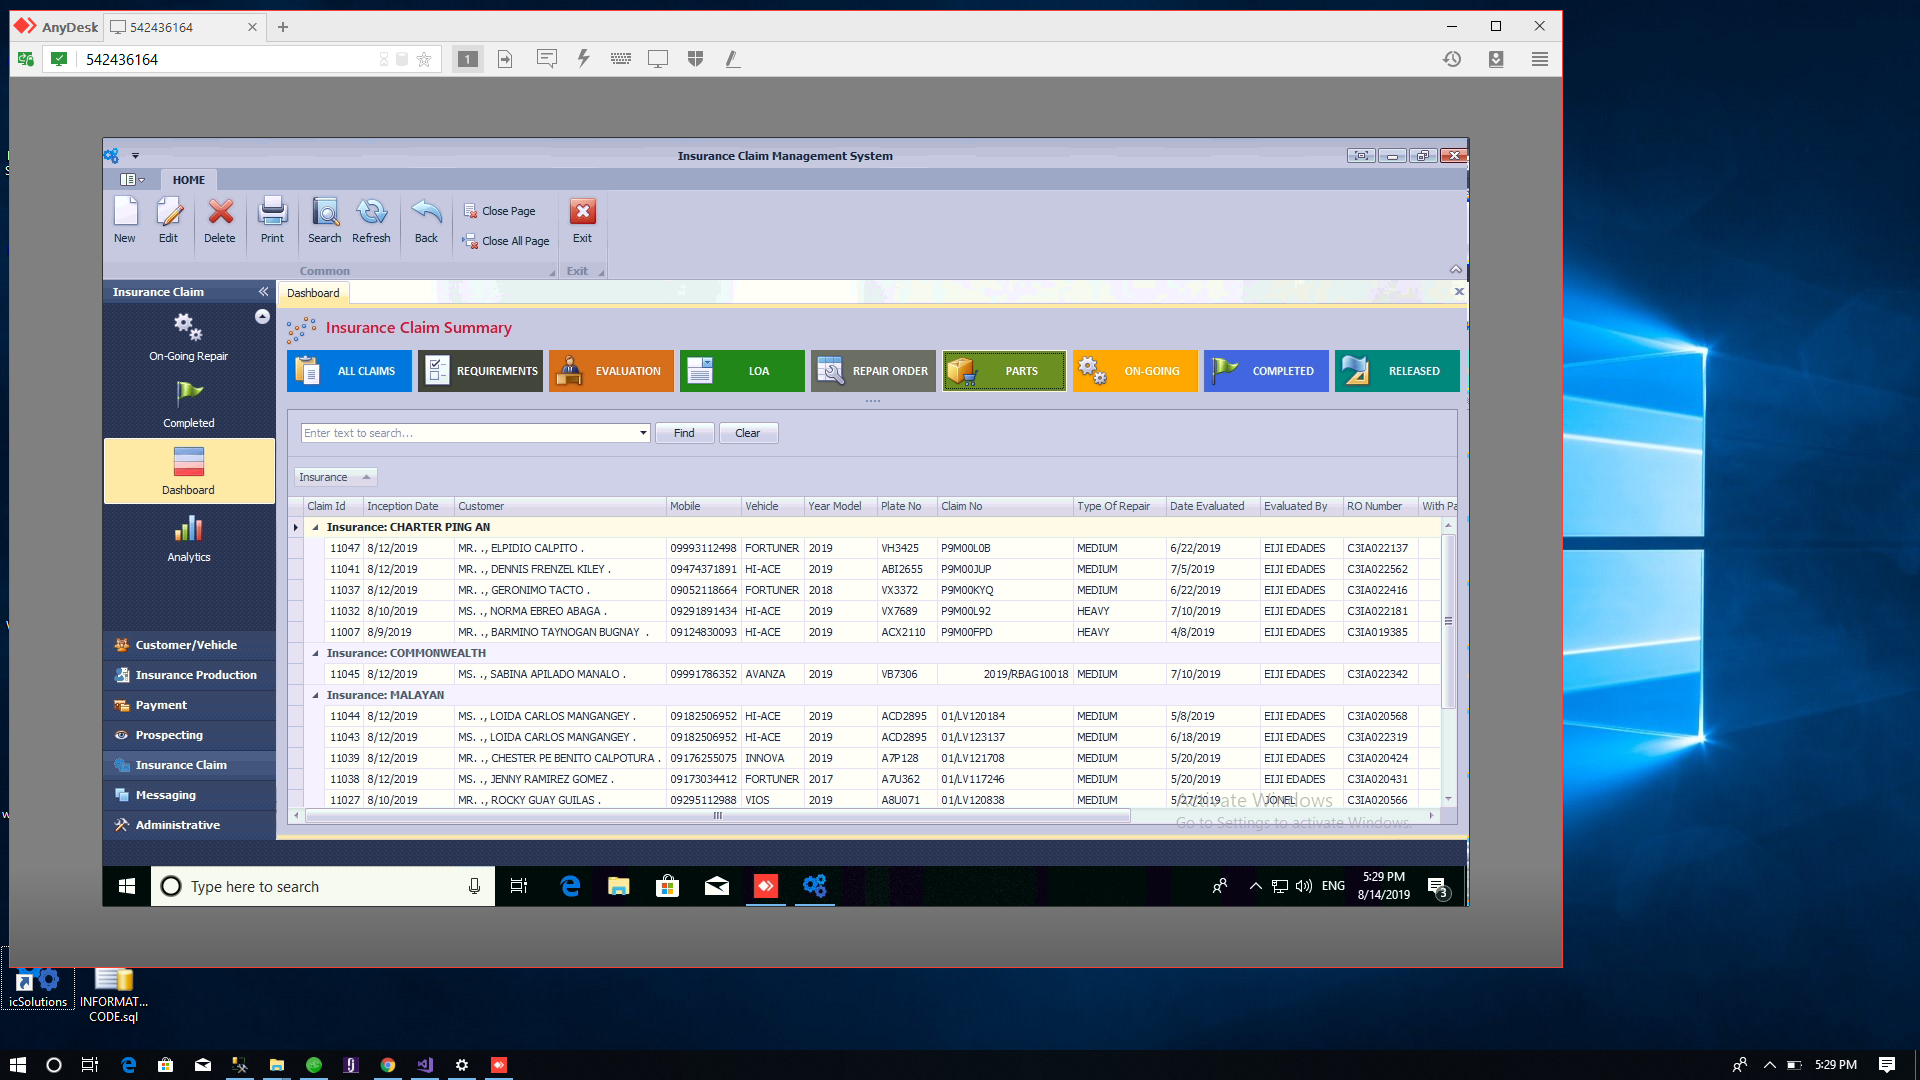 AnyDesk 542436164
542436164 1
Insurance Claim Management System
HOME
New Edit Delete Print Search Refresh Back Close Page Close All Page Exit
Common Exit
Insurance Claim
On-Going Repair
Completed
Dashboard
Analytics
Customer/Vehicle
Insurance Production
Payment
Prospecting
Insurance Claim
Messaging
Administrative
Dashboard
Insurance Claim Summary
ALL CLAIMS REQUIREMENTS EVALUATION LOA REPAIR ORDER PARTS ON-GOING COMPLETED RELEASED
Enter text to search... Find Clear
Insurance
Claim Id Inception Date Customer Mobile Vehicle Year Model Plate No Claim No Type Of Repair Date Evaluated Evaluated By RO Number With Pa
Insurance: CHARTER PING AN
11047 8/12/2019 MR. ., ELPIDIO CALPITO . 09993112498 FORTUNER 2019 VH3425 P9M00L0B MEDIUM 6/22/2019 EIJI EDADES C3IA022137
11041 8/12/2019 MR. ., DENNIS FRENZEL KILEY . 09474371891 HI-ACE 2019 ABI2655 P9M00JUP MEDIUM 7/5/2019 EIJI EDADES C3IA022562
11037 8/12/2019 MR. ., GERONIMO TACTO . 09052118664 FORTUNER 2018 VX3372 P9M00KYQ MEDIUM 6/22/2019 EIJI EDADES C3IA022416
11032 8/10/2019 MS. ., NORMA EBREO ABAGA . 09291891434 HI-ACE 2019 VX7689 P9M00L92 HEAVY 7/10/2019 EIJI EDADES C3IA022181
11007 8/9/2019 MR. ., BARMINO TAYNOGAN BUGNAY . 09124830093 HI-ACE 2019 ACX2110 P9M00FPD HEAVY 4/8/2019 EIJI EDADES C3IA019385
Insurance: COMMONWEALTH
11045 8/12/2019 MS. ., SABINA APILADO MANALO . 09991786352 AVANZA 2019 VB7306 2019/RBAG10018 MEDIUM 7/10/2019 EIJI EDADES C3IA022342
Insurance: MALAYAN
11044 8/12/2019 MS. ., LOIDA CARLOS MANGANGEY . 09182506952 HI-ACE 2019 ACD2895 01/LV120184 MEDIUM 5/8/2019 EIJI EDADES C3IA020568
11043 8/12/2019 MS. ., LOIDA CARLOS MANGANGEY . 09182506952 HI-ACE 2019 ACD2895 01/LV123137 MEDIUM 6/18/2019 EIJI EDADES C3IA022319
11039 8/12/2019 MR. ., CHESTER PE BENITO CALPOTURA . 09176255075 INNOVA 2019 A7P128 01/LV121708 MEDIUM 5/20/2019 EIJI EDADES C3IA020424
11038 8/12/2019 MS. ., JENNY RAMIREZ GOMEZ . 09173034412 FORTUNER 2017 A7U362 01/LV117246 MEDIUM 5/20/2019 EIJI EDADES C3IA020431
11027 8/10/2019 MR. ., ROCKY GUAY GUILAS . 09295112988 VIOS 2019 A8U071 01/LV120838 MEDIUM 5/27/2019 JONEL C3IA020566
Activate Windows
Go to Settings to activate Windows.
Type here to search ENG 5:29 PM
8/14/2019 3
icSolutions INFORMAT...
CODE.sql
5:29 PM